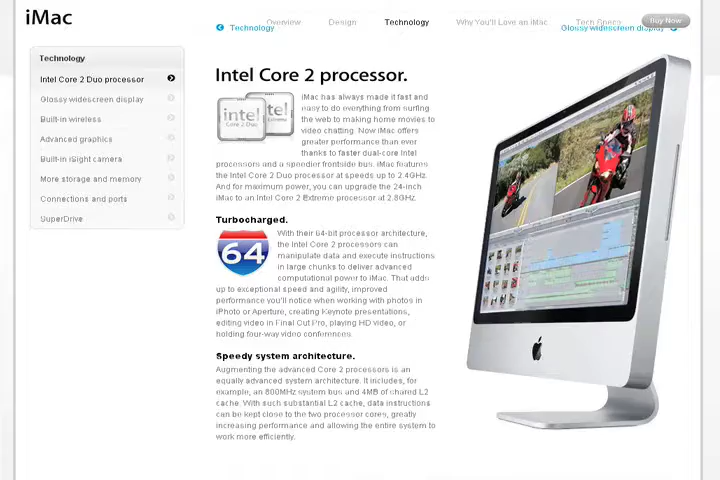 iMac
Overview Design Technology Why You'll Love an iMac Tech Specs Buy Now
Technology Glossy widescreen display
Technology
Intel Core 2 Duo processor
Glossy widescreen display
Built-in wireless
Advanced graphics
Built-in iSight camera
More storage and memory
Connections and ports
SuperDrive
Intel Core 2 processor.
intel
Core 2 Duo
iMac has always made it fast and
easy to do everything from surfing
the web to making home movies to
video chatting. Now iMac offers
greater performance than ever
thanks to faster dual-core Intel
processors and a speedier frontside bus. iMac features
the Intel Core 2 Duo processor at speeds up to 2.4GHz.
And for maximum power, you can upgrade the 24-inch
iMac to an Intel Core 2 Extreme processor at 2.8GHz.
Turbocharged.
64
With their 64-bit processor architecture,
the Intel Core 2 processors can
manipulate data and execute instructions
in large chunks to deliver advanced
computational power to iMac. That adds
up to exceptional speed and agility, improved
performance you'll notice when working with photos in
iPhoto or Aperture, creating Keynote presentations,
editing video in Final Cut Pro, playing HD video, or
holding four-way video conferences.
Speedy system architecture.
Augmenting the advanced Core 2 processors is an
equally advanced system architecture. It includes, for
example, an 800MHz system bus and 4MB of shared L2
cache. With such substantial L2 cache, data instructions
can be kept close to the two processor cores, greatly
increasing performance and allowing the entire system to
work more efficiently.